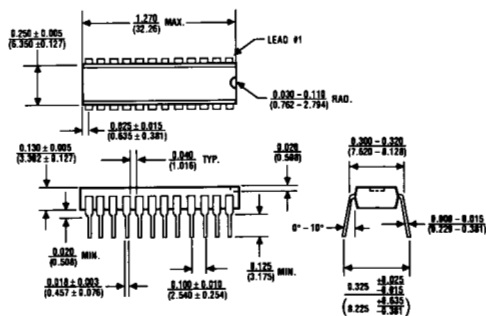 1.270 MAX.
(32.26)
0.250 ± 0.005
(6.350 ± 0.127)
LEAD #1
0.030 – 0.110 RAD.
(0.762 – 2.794)
0.025 ± 0.015
(0.635 ± 0.381)
0.130 ± 0.005
(3.302 ± 0.127)
0.040 TYP.
(1.016)
0.020
(0.508)
0.300 – 0.320
(7.620 – 8.128)
0° – 10°
(0.229 – 0.381)
0.020 MIN.
(0.508)
0.125 MIN.
(3.175)
0.018 ± 0.003
(0.457 ± 0.076)
0.100 ± 0.010
(2.540 ± 0.254)
0.325 +0.025
-0.015
8.225 +0.635
-0.381